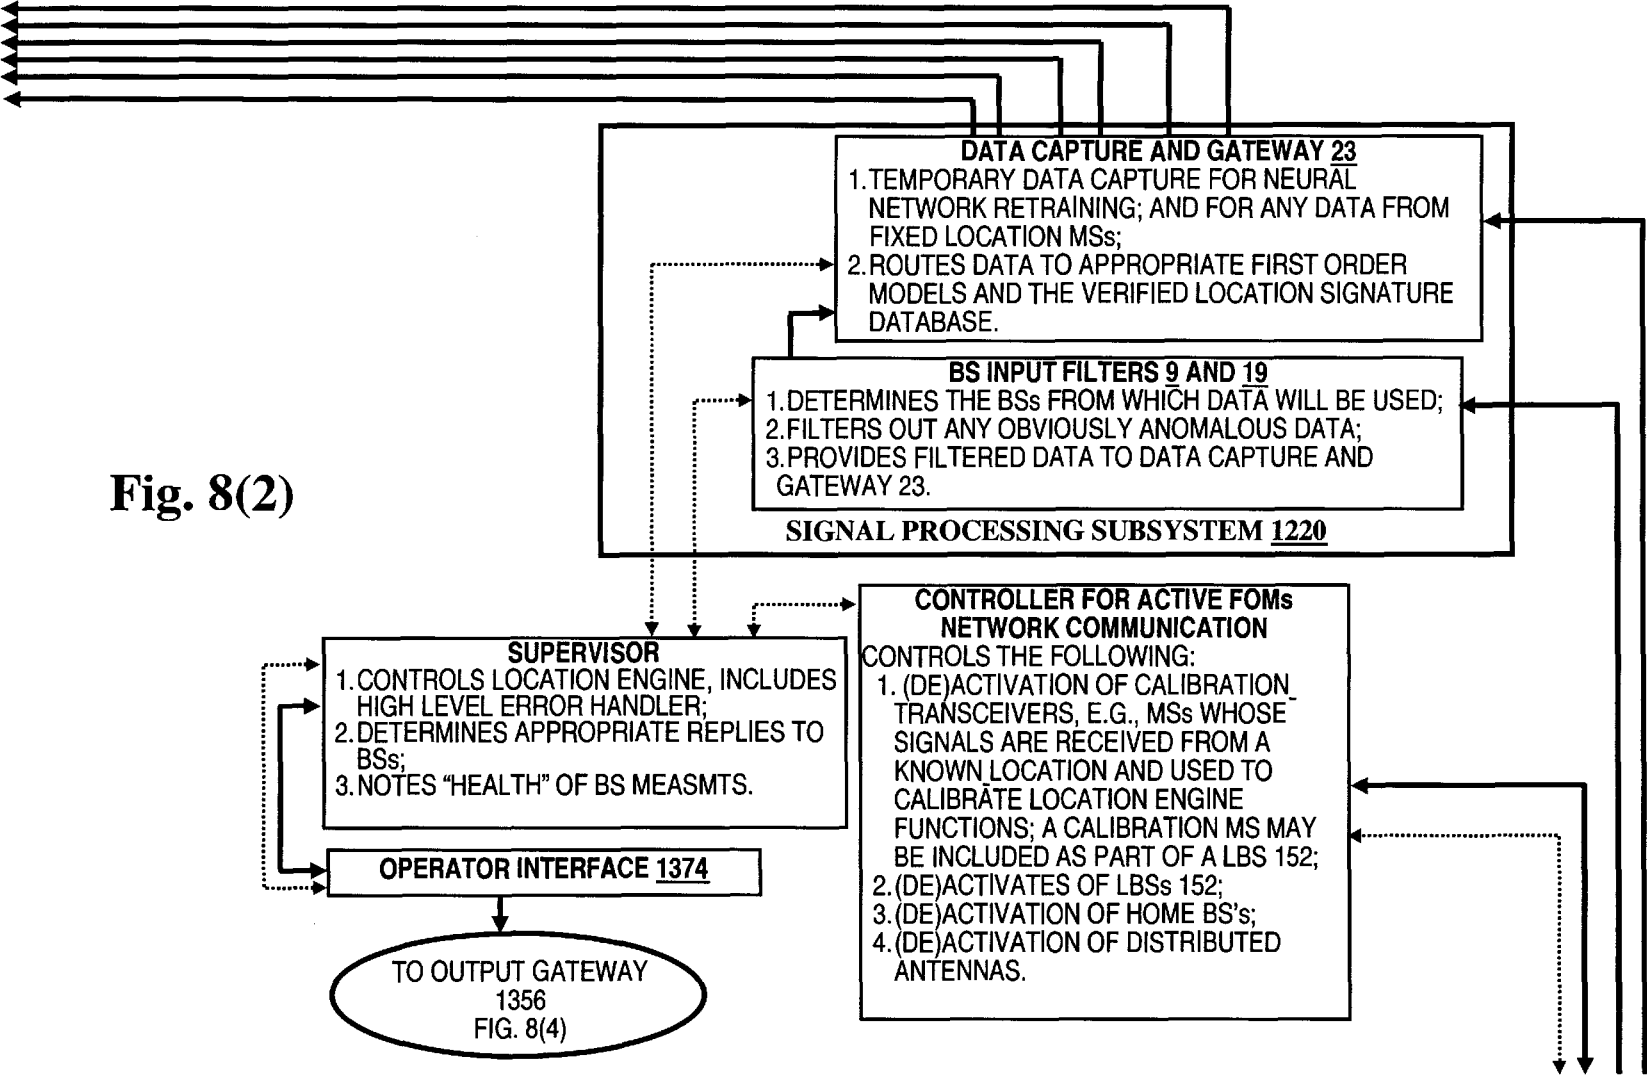 DATA CAPTURE AND GATEWAY 23
1. TEMPORARY DATA CAPTURE FOR NEURAL
NETWORK RETRAINING; AND FOR ANY DATA FROM
FIXED LOCATION MSs;
2. ROUTES DATA TO APPROPRIATE FIRST ORDER
MODELS AND THE VERIFIED LOCATION SIGNATURE
DATABASE.
BS INPUT FILTERS 9 AND 19
1. DETERMINES THE BSs FROM WHICH DATA WILL BE USED;
2. FILTERS OUT ANY OBVIOUSLY ANOMALOUS DATA;
3. PROVIDES FILTERED DATA TO DATA CAPTURE AND
GATEWAY 23.
SIGNAL PROCESSING SUBSYSTEM 1220
Fig. 8(2)
SUPERVISOR
1. CONTROLS LOCATION ENGINE, INCLUDES
HIGH LEVEL ERROR HANDLER;
2. DETERMINES APPROPRIATE REPLIES TO
BSs;
3. NOTES “HEALTH” OF BS MEASMTS.
OPERATOR INTERFACE 1374
TO OUTPUT GATEWAY
1356
FIG. 8(4)
CONTROLLER FOR ACTIVE FOMs
NETWORK COMMUNICATION
CONTROLS THE FOLLOWING:
1. (DE)ACTIVATION OF CALIBRATION
TRANSCEIVERS, E.G., MSs WHOSE
SIGNALS ARE RECEIVED FROM A
KNOWN LOCATION AND USED TO
CALIBRATE LOCATION ENGINE
FUNCTIONS; A CALIBRATION MS MAY
BE INCLUDED AS PART OF A LBS 152;
2. (DE)ACTIVATES OF LBSs 152;
3. (DE)ACTIVATION OF HOME BS's;
4. (DE)ACTIVATION OF DISTRIBUTED
ANTENNAS.